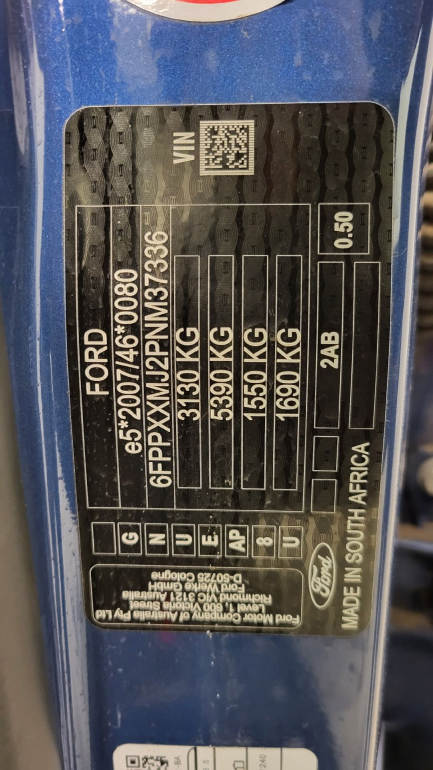 Ford Motor Company of Australia Pty Ltd
Level 1, 600 Victoria Street
Richmond VIC 3121 Australia
Ford Werke GmbH
D-50725 Cologne
VIN
FORD
e5*2007/46*0080
6FPPXXMJ2PNM37336
3130 KG
5390 KG
1550 KG
1690 KG
G
N
U
U
E
AP
8
2AB
0.50
Ford
MADE IN SOUTH AFRICA
-BA
240